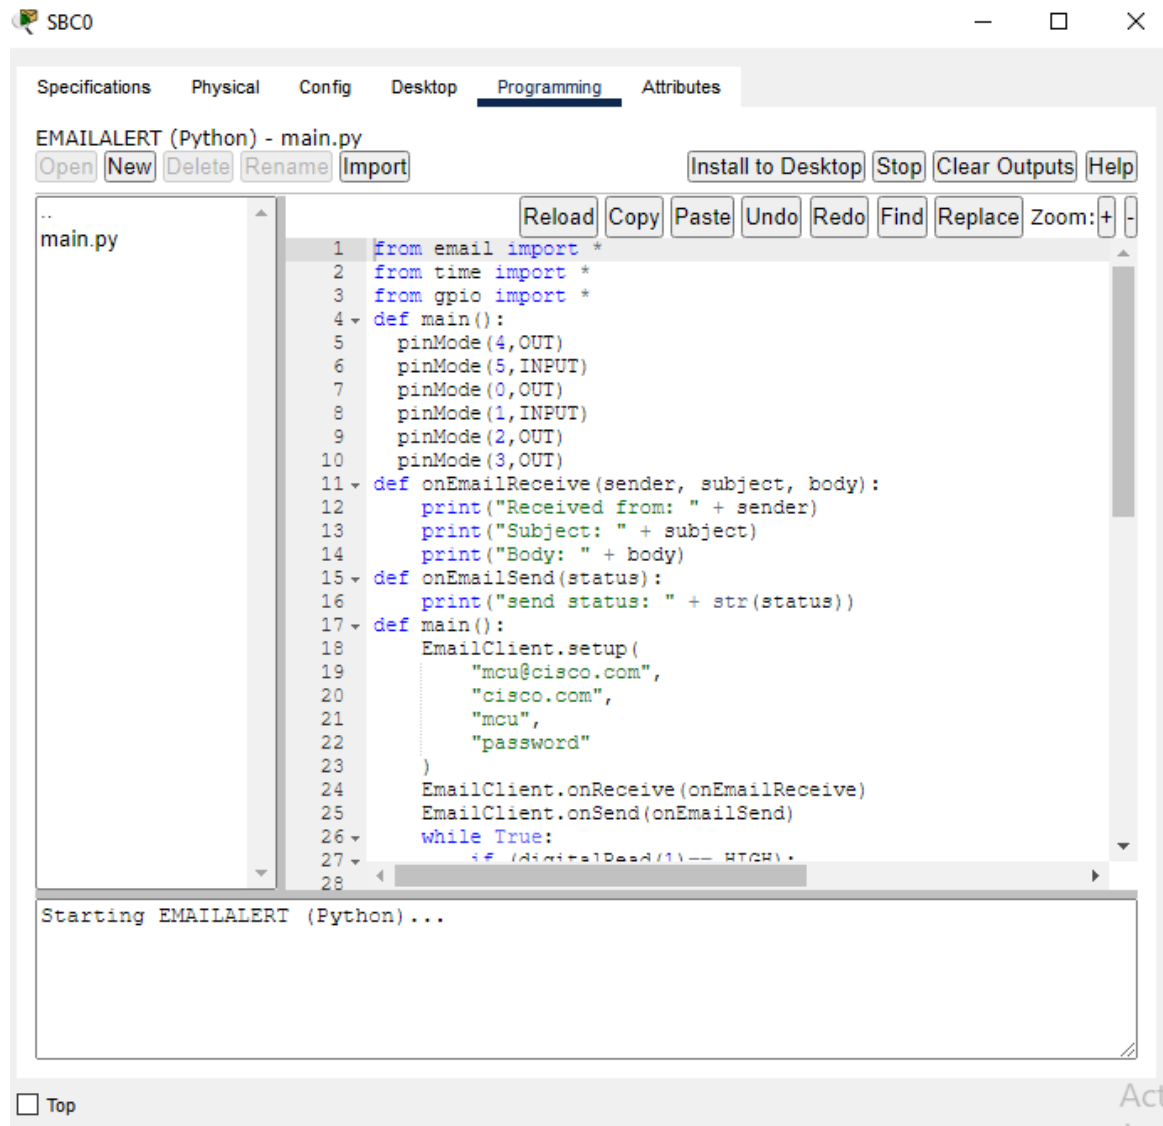 SBC0
Specifications Physical Config Desktop Programming Attributes
EMAILALERT (Python) - main.py
Open New Delete Rename Import Install to Desktop Stop Clear Outputs Help
Reload Copy Paste Undo Redo Find Replace Zoom: + -
..
main.py
1 from email import *
2 from time import *
3 from gpio import *
4 def main():
5 pinMode(4,OUT)
6 pinMode(5,INPUT)
7 pinMode(0,OUT)
8 pinMode(1,INPUT)
9 pinMode(2,OUT)
10 pinMode(3,OUT)
11 def onEmailReceive(sender, subject, body):
12 print("Received from: " + sender)
13 print("Subject: " + subject)
14 print("Body: " + body)
15 def onEmailSend(status):
16 print("send status: " + str(status))
17 def main():
18 EmailClient.setup(
19 "mcu@cisco.com",
20 "cisco.com",
21 "mcu",
22 "password"
23 )
24 EmailClient.onReceive(onEmailReceive)
25 EmailClient.onSend(onEmailSend)
26 while True:
27 if (digitalRead(1)== HIGH):
28
Starting EMAILALERT (Python)...
Top
Act